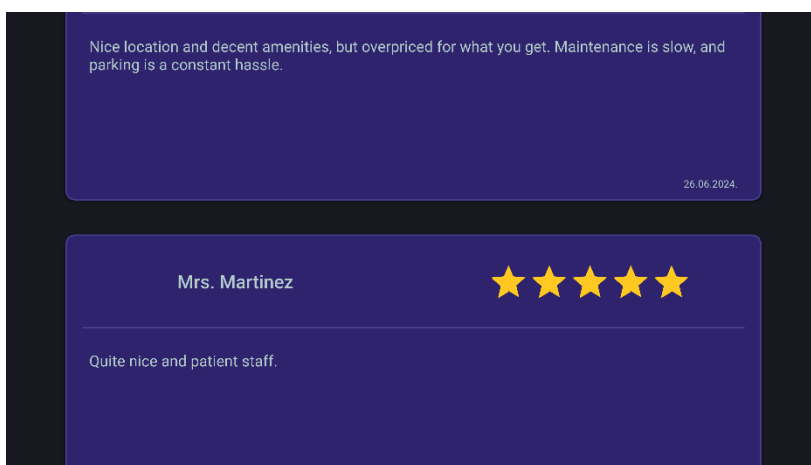 Nice location and decent amenities, but overpriced for what you get. Maintenance is slow, and
parking is a constant hassle.
26.06.2024.
Mrs. Martinez
Quite nice and patient staff.